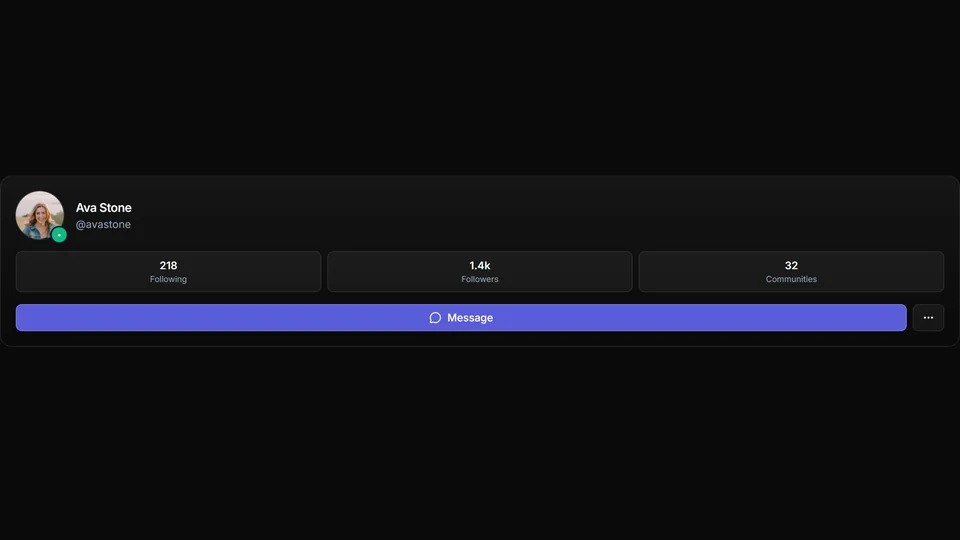 Ava Stone
@avastone
218
Following
1.4k
Followers
32
Communities
Message